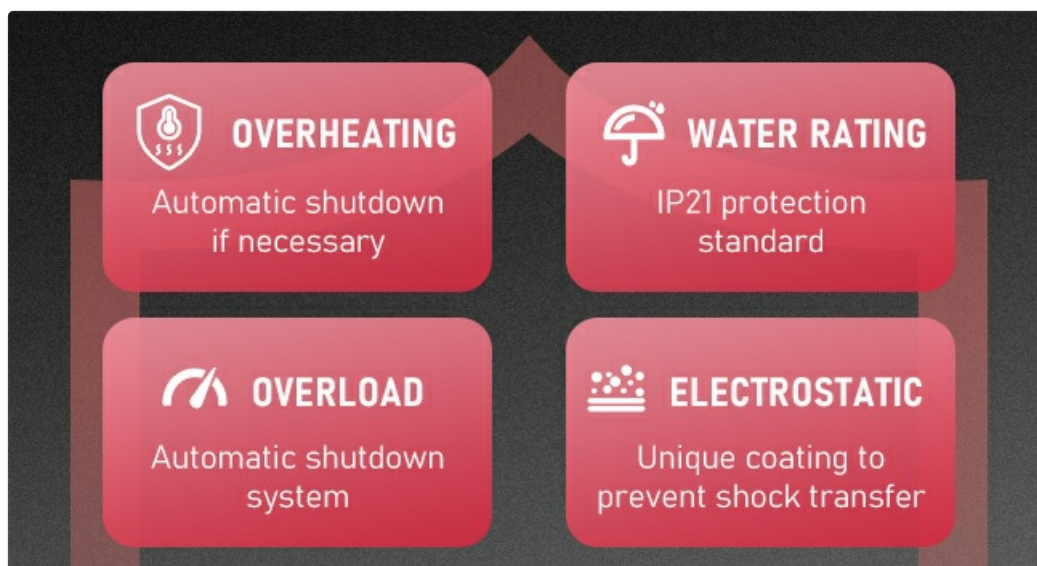 OVERHEATING
Automatic shutdown
if necessary
WATER RATING
IP21 protection
standard
OVERLOAD
Automatic shutdown
system
ELECTROSTATIC
Unique coating to
prevent shock transfer